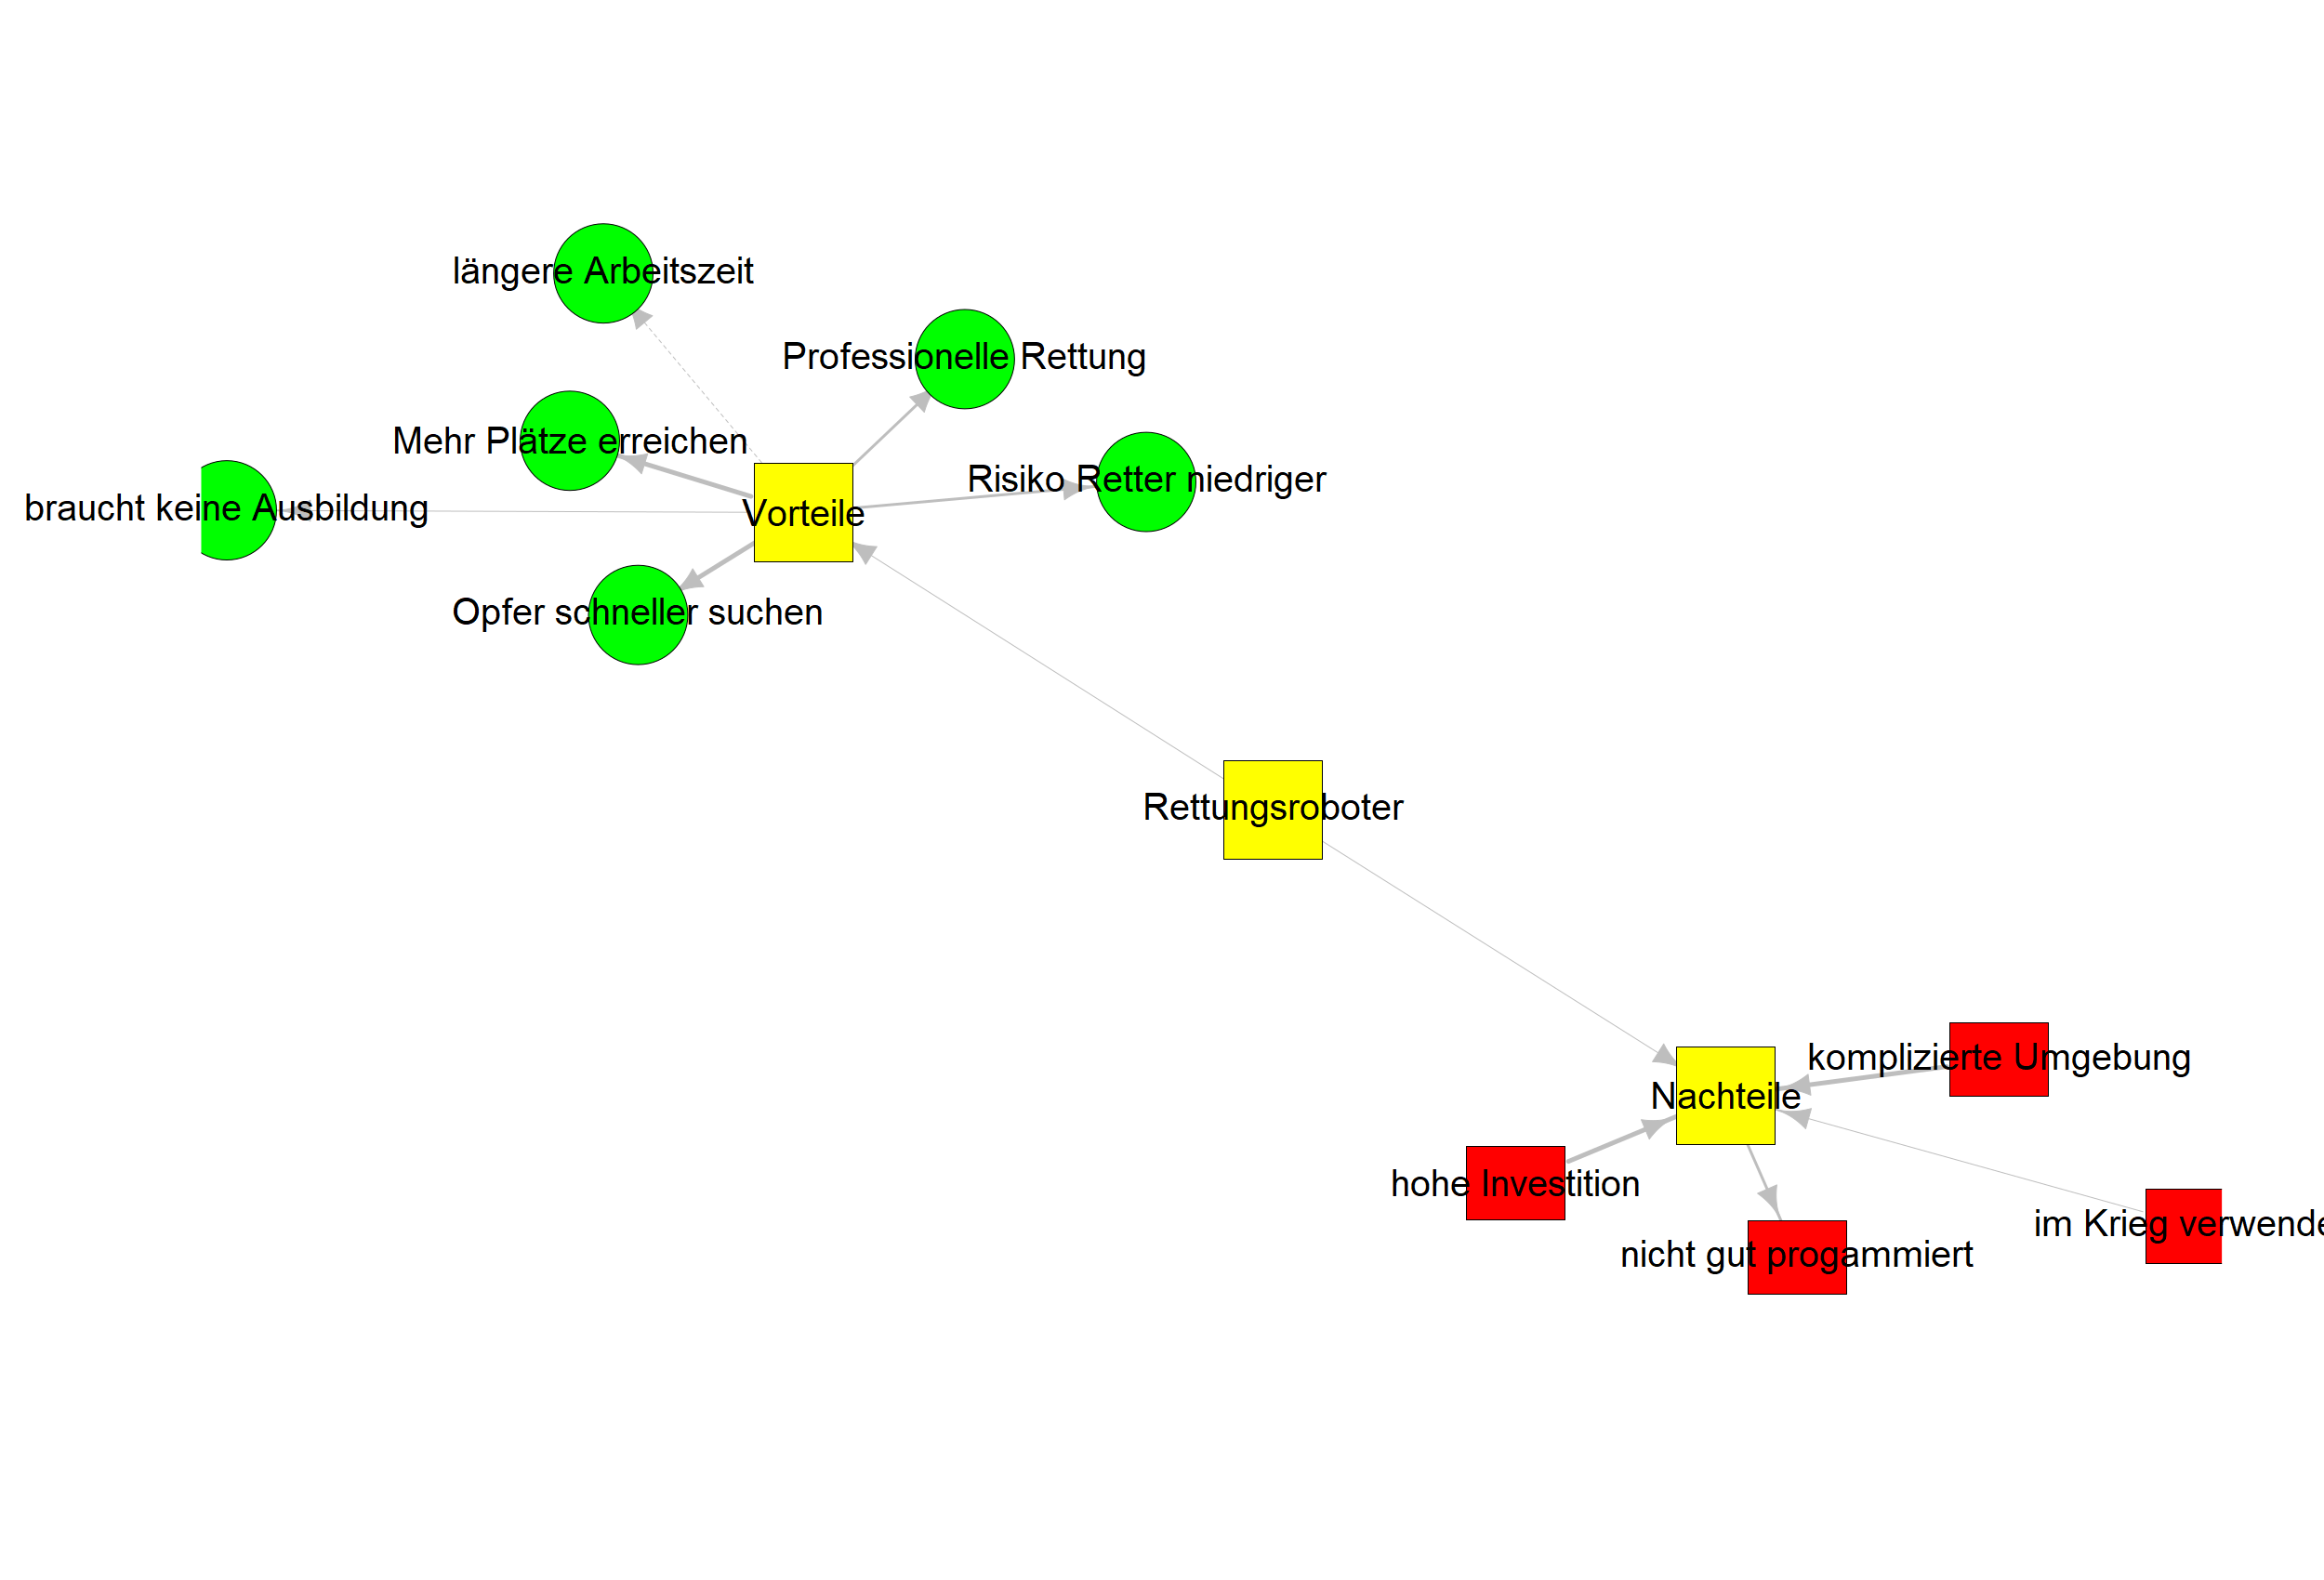 längere Arbeitszeit
Professionelle Rettung
Mehr Plätze erreichen
Risiko Retter niedriger
braucht keine Ausbildung
Vorteile
Opfer schneller suchen
Rettungsroboter
komplizierte Umgebung
Nachteile
hohe Investition
im Krieg verwende
nicht gut progammiert